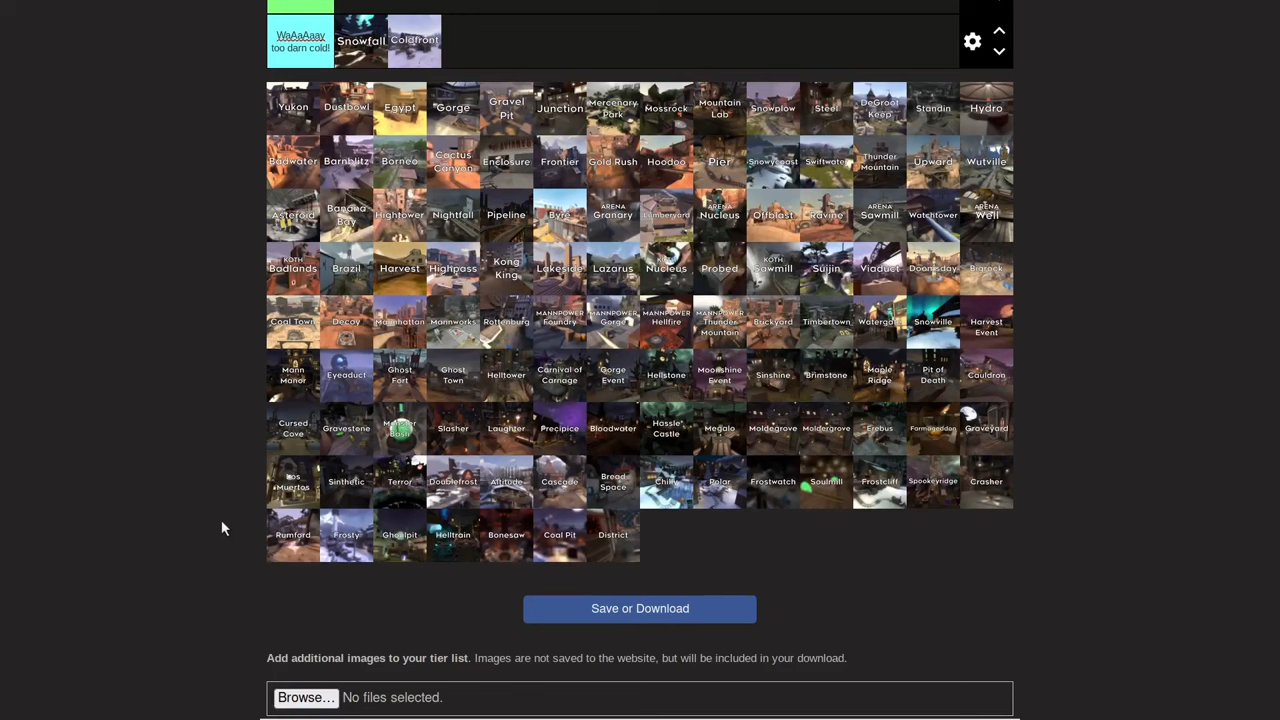 WaAaAaay
too darn cold!
Snowfall
Coldfront
Yukon
Dustbowl
Egypt
Gorge
Gravel
Pit
Junction
Mercenary
Park
Mossrock
Mountain
Lab
Snowplow
Steel
DeGroot
Keep
Standin
Hydro
Badwater
Barnblitz
Borneo
Cactus
Canyon
Enclosure
Frontier
Gold Rush
Hoodoo
Pier
Snowycoast
Swiftwater
Thunder
Mountain
Upward
Wutville
Asteroid
Banana
Bay
Hightower
Nightfall
Pipeline
Byre
ARENA
Granary
Lumberyard
ARENA
Nucleus
Offblast
Ravine
ARENA
Sawmill
Watchtower
ARENA
Well
KOTH
Badlands
Brazil
Harvest
Highpass
Kong
King
Lakeside
Lazarus
KOTH
Nucleus
Probed
KOTH
Sawmill
Suijin
Viaduct
Doomsday
Bigrock
Coal Town
Decoy
Mannhattan
Mannworks
Rottenburg
MANNPOWER
Foundry
MANNPOWER
Gorge
MANNPOWER
Hellfire
MANNPOWER
Thunder
Mountain
Brickyard
Timbertown
Watergate
Snowville
Harvest
Event
Mann
Manor
Eyeaduct
Ghost
Fort
Ghost
Town
Helltower
Carnival of
Carnage
Gorge
Event
Hellstone
Moonshine
Event
Sinshine
Brimstone
Maple
Ridge
Pit of
Death
Cauldron
Cursed
Cove
Gravestone
Monster
Bash
Slasher
Laughter
Precipice
Bloodwater
Hassle
Castle
Megalo
Moldegrove
Moldergrove
Erebus
Farmageddon
Graveyard
Los
Muertos
Sinthetic
Terror
Doublefrost
Altitude
Cascade
Bread
Space
Chilly
Polar
Frostwatch
Soulmill
Frostcliff
Spookeyridge
Crasher
Rumford
Frosty
Ghoulpit
Helltrain
Bonesaw
Coal Pit
District
Save or Download
Add additional images to your tier list. Images are not saved to the website, but will be included in your download.
Browse... No files selected.